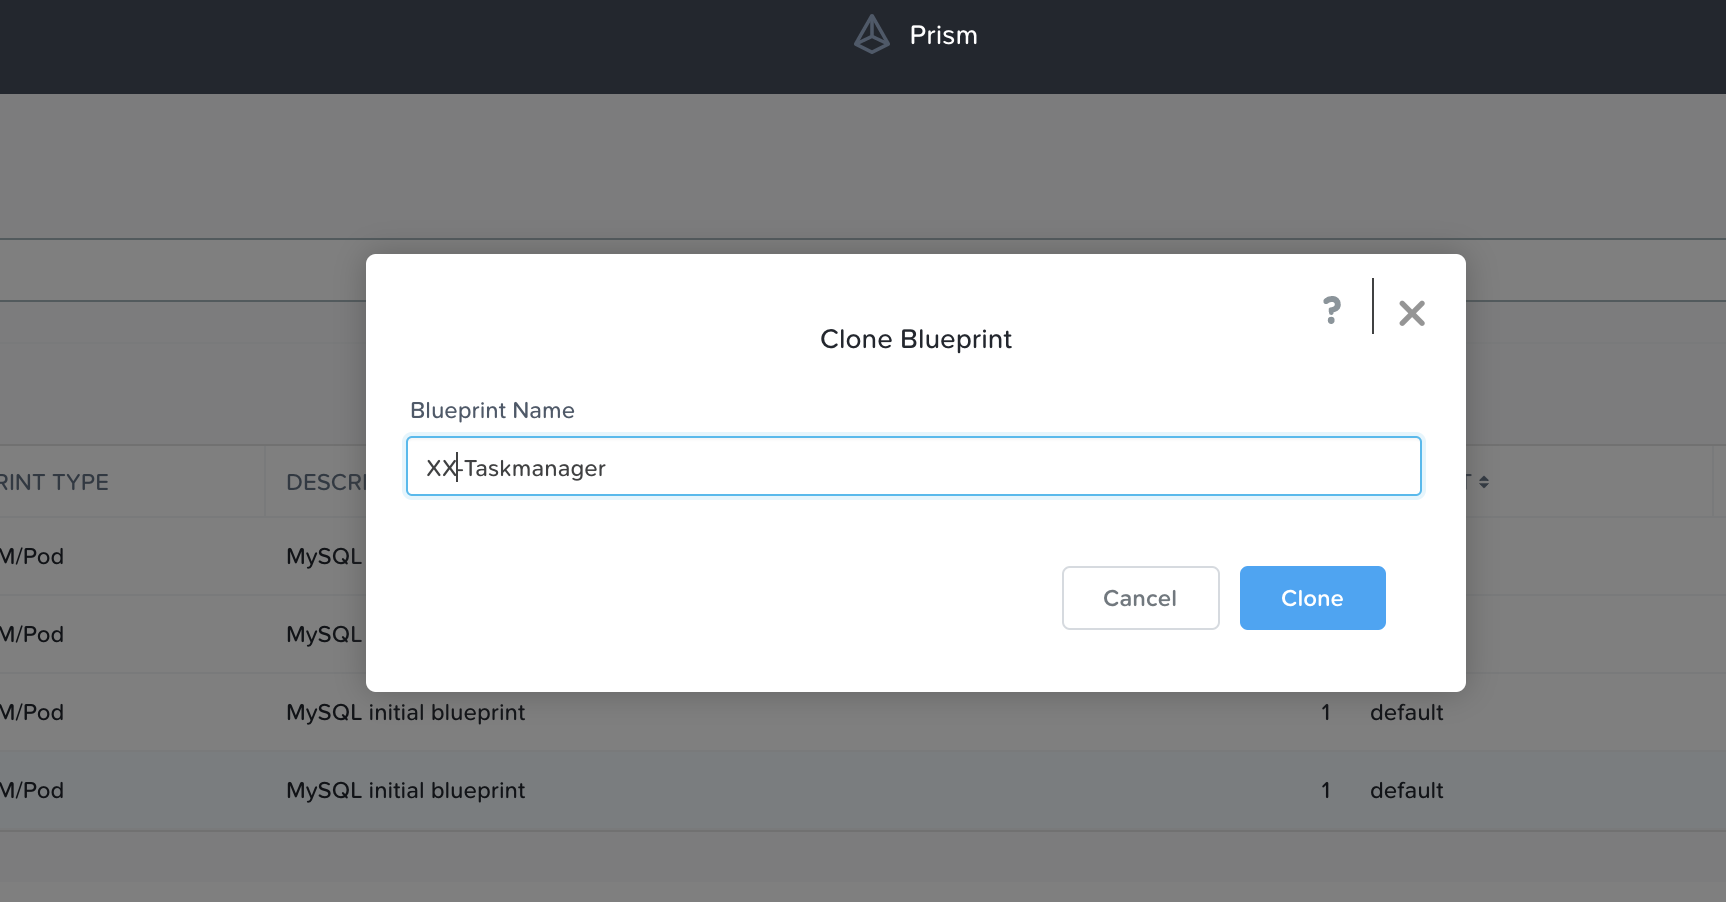 Prism
?
Clone Blueprint
Blueprint Name
XX-Taskmanager
RINT TYPE DESCRI T
M/Pod MySQL
Cancel Clone
M/Pod MySQL
M/Pod MySQL initial blueprint 1 default
M/Pod MySQL initial blueprint 1 default